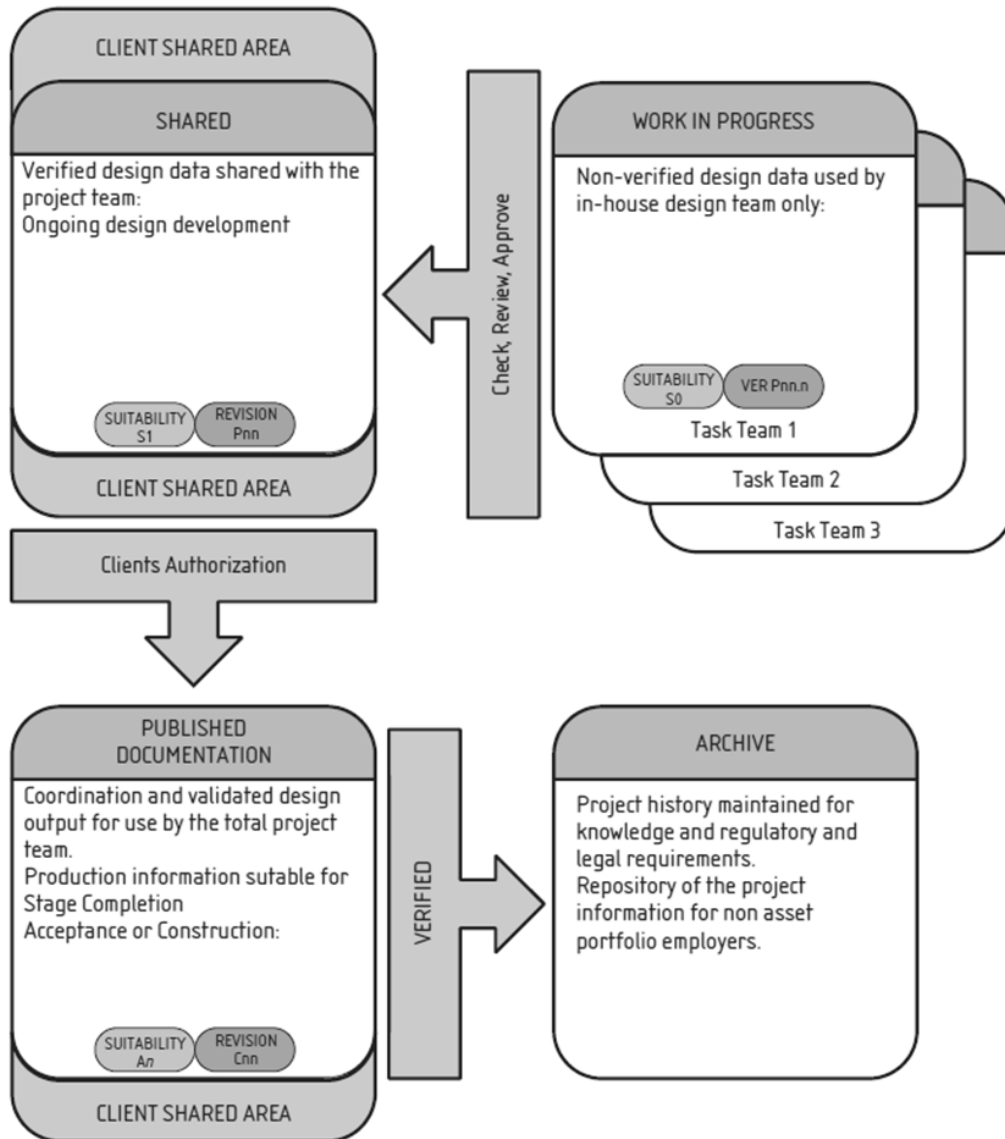 CLIENT SHARED AREA
SHARED
Verified design data shared with the
project team:
Ongoing design development
SUITABILITY
S1
REVISION
Pnn
CLIENT SHARED AREA
Check, Review, Approve
WORK IN PROGRESS
Non-verified design data used by
in-house design team only:
SUITABILITY
S0
VER Pnn.n
Task Team 1
Task Team 2
Task Team 3
Clients Authorization
PUBLISHED
DOCUMENTATION
Coordination and validated design
output for use by the total project
team.
Production information sutable for
Stage Completion
Acceptance or Construction:
SUITABILITY
An
REVISION
Cnn
CLIENT SHARED AREA
VERIFIED
ARCHIVE
Project history maintained for
knowledge and regulatory and
legal requirements.
Repository of the project
information for non asset
portfolio employers.